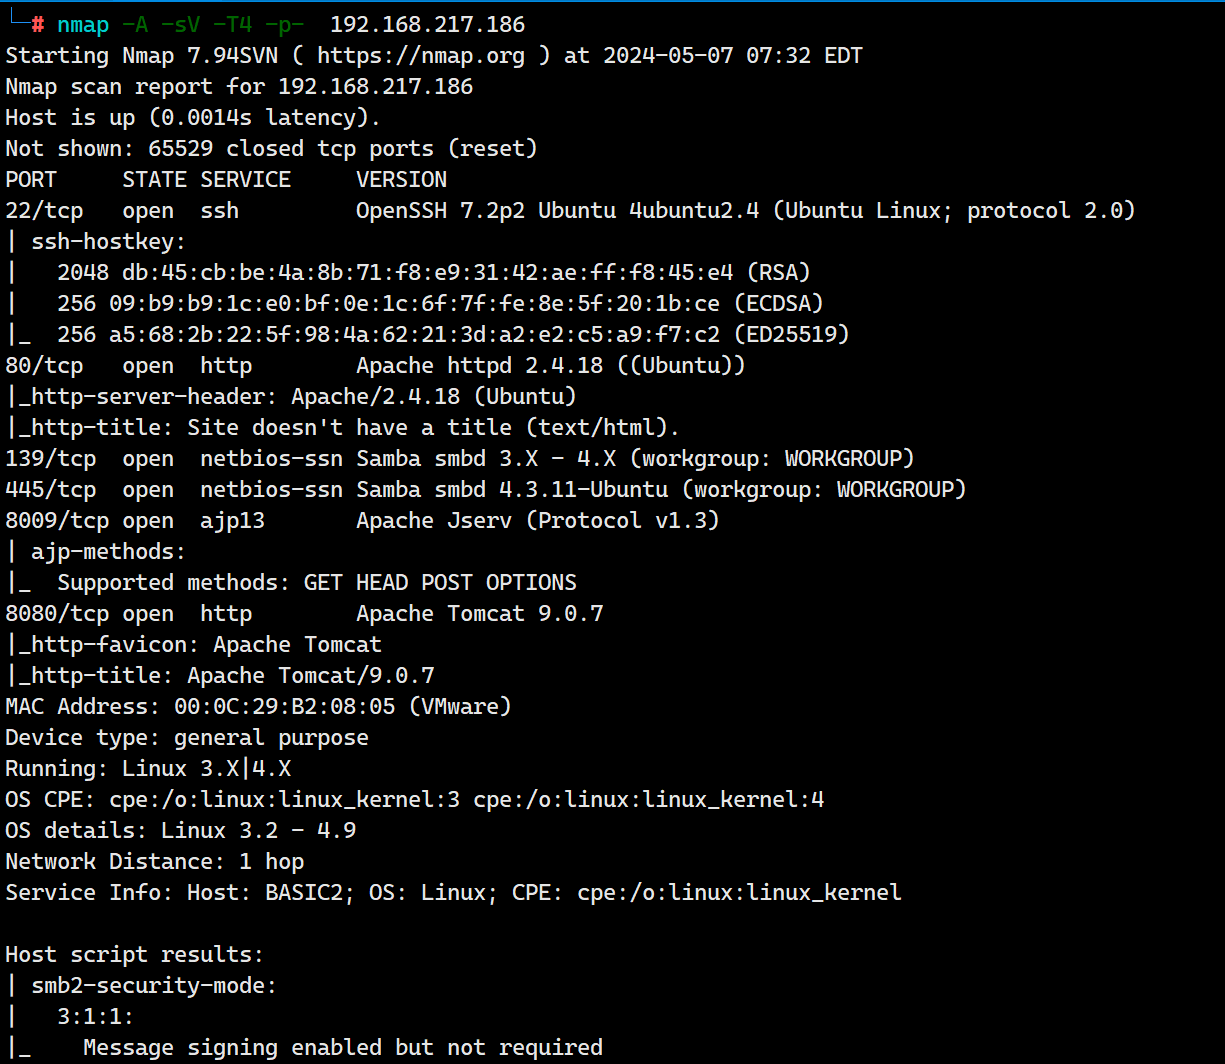 └─# nmap -A -sV -T4 -p-  192.168.217.186
Starting Nmap 7.94SVN ( https://nmap.org ) at 2024-05-07 07:32 EDT
Nmap scan report for 192.168.217.186
Host is up (0.0014s latency).
Not shown: 65529 closed tcp ports (reset)
PORT     STATE SERVICE     VERSION
22/tcp   open  ssh         OpenSSH 7.2p2 Ubuntu 4ubuntu2.4 (Ubuntu Linux; protocol 2.0)
| ssh-hostkey:
|   2048 db:45:cb:be:4a:8b:71:f8:e9:31:42:ae:ff:f8:45:e4 (RSA)
|   256 09:b9:b9:1c:e0:bf:0e:1c:6f:7f:fe:8e:5f:20:1b:ce (ECDSA)
|_  256 a5:68:2b:22:5f:98:4a:62:21:3d:a2:e2:c5:a9:f7:c2 (ED25519)
80/tcp   open  http        Apache httpd 2.4.18 ((Ubuntu))
|_http-server-header: Apache/2.4.18 (Ubuntu)
|_http-title: Site doesn't have a title (text/html).
139/tcp  open  netbios-ssn Samba smbd 3.X - 4.X (workgroup: WORKGROUP)
445/tcp  open  netbios-ssn Samba smbd 4.3.11-Ubuntu (workgroup: WORKGROUP)
8009/tcp open  ajp13       Apache Jserv (Protocol v1.3)
| ajp-methods:
|_  Supported methods: GET HEAD POST OPTIONS
8080/tcp open  http        Apache Tomcat 9.0.7
|_http-favicon: Apache Tomcat
|_http-title: Apache Tomcat/9.0.7
MAC Address: 00:0C:29:B2:08:05 (VMware)
Device type: general purpose
Running: Linux 3.X|4.X
OS CPE: cpe:/o:linux:linux_kernel:3 cpe:/o:linux:linux_kernel:4
OS details: Linux 3.2 - 4.9
Network Distance: 1 hop
Service Info: Host: BASIC2; OS: Linux; CPE: cpe:/o:linux:linux_kernel

Host script results:
| smb2-security-mode:
|   3:1:1:
|_    Message signing enabled but not required